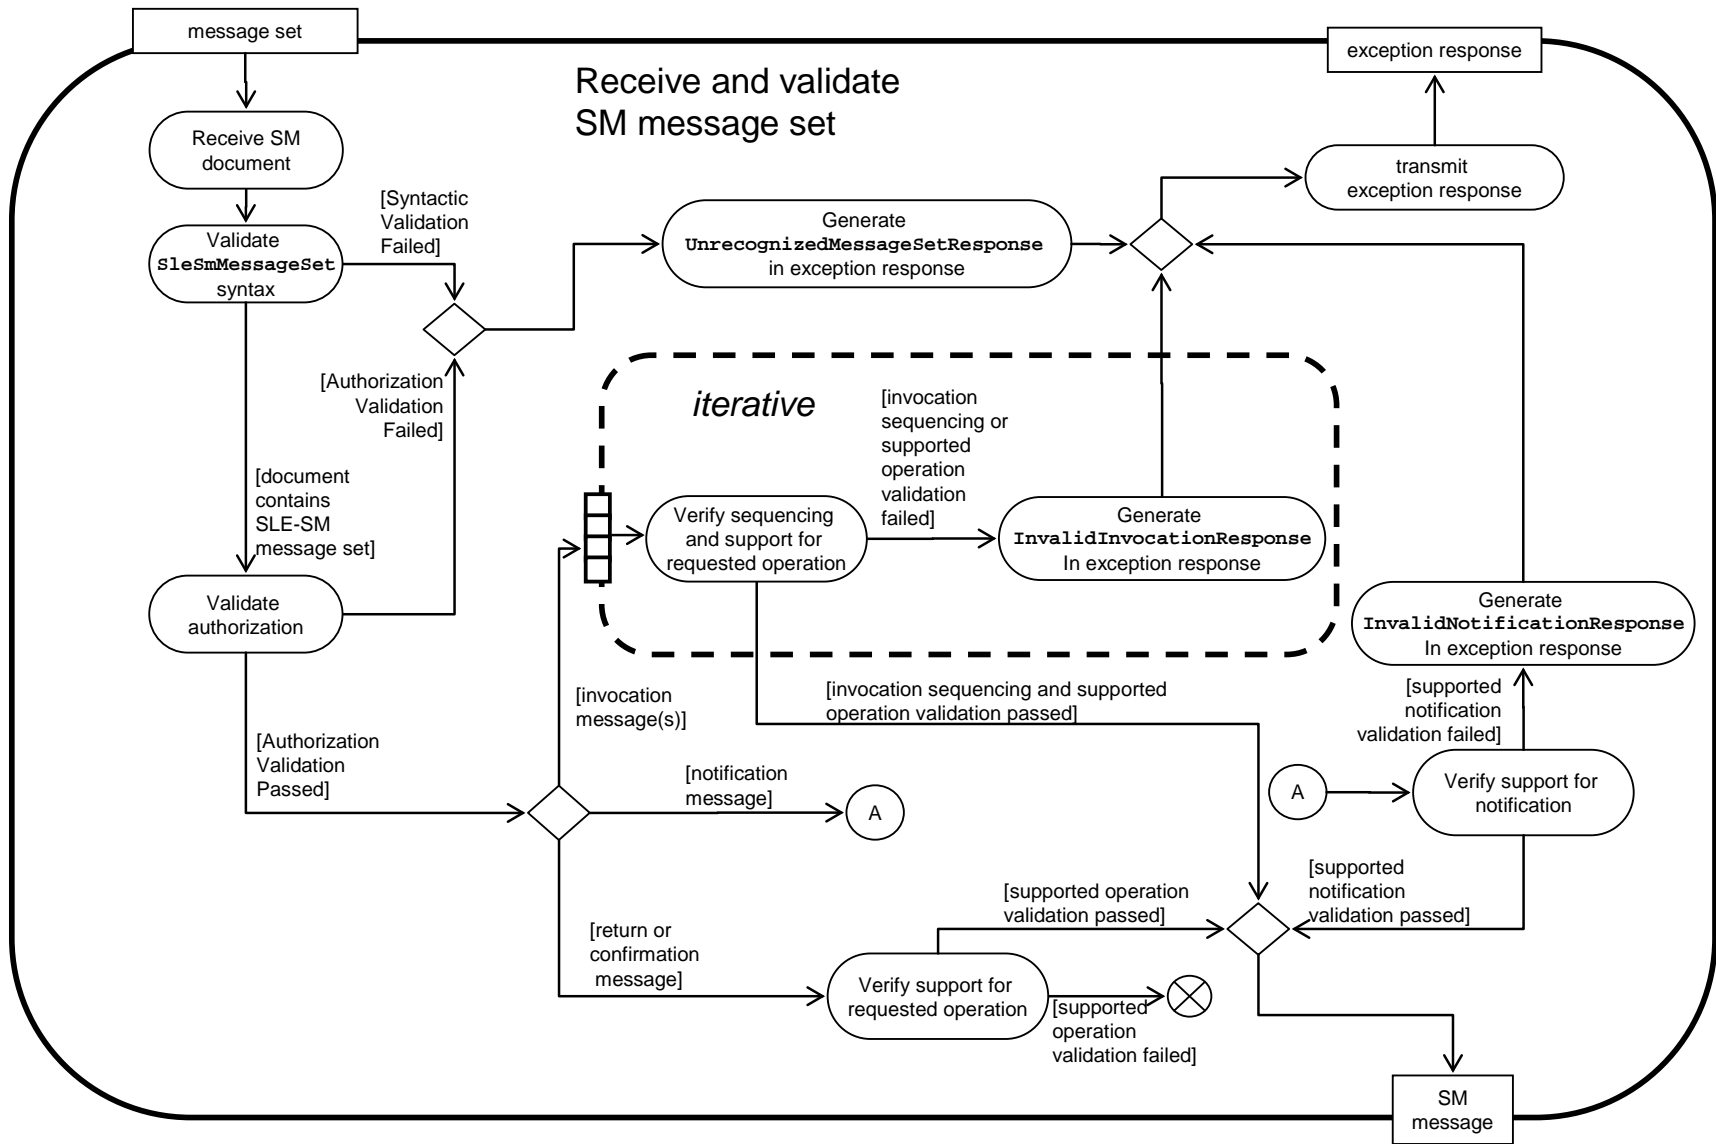 message set
exception response
Receive and validate
SM message set
Receive SM
document
transmit
exception response
[Syntactic
Validation
Failed]
Validate
SleSmMessageSet
syntax
Generate
UnrecognizedMessageSetResponse
in exception response
[Authorization
Validation
Failed]
iterative
[invocation
sequencing or
supported
operation
validation
failed]
[document
contains
SLE-SM
message set]
Verify sequencing
and support for
requested operation
Generate
InvalidInvocationResponse
In exception response
Validate
authorization
Generate
InvalidNotificationResponse
In exception response
[invocation
message(s)]
[invocation sequencing and supported
operation validation passed]
[supported
notification
validation failed]
[Authorization
Validation
Passed]
[notification
message]
A
A
Verify support for
notification
[supported operation
validation passed]
[supported
notification
validation passed]
[return or
confirmation
message]
Verify support for
requested operation
[supported
operation
validation failed]
SM
message